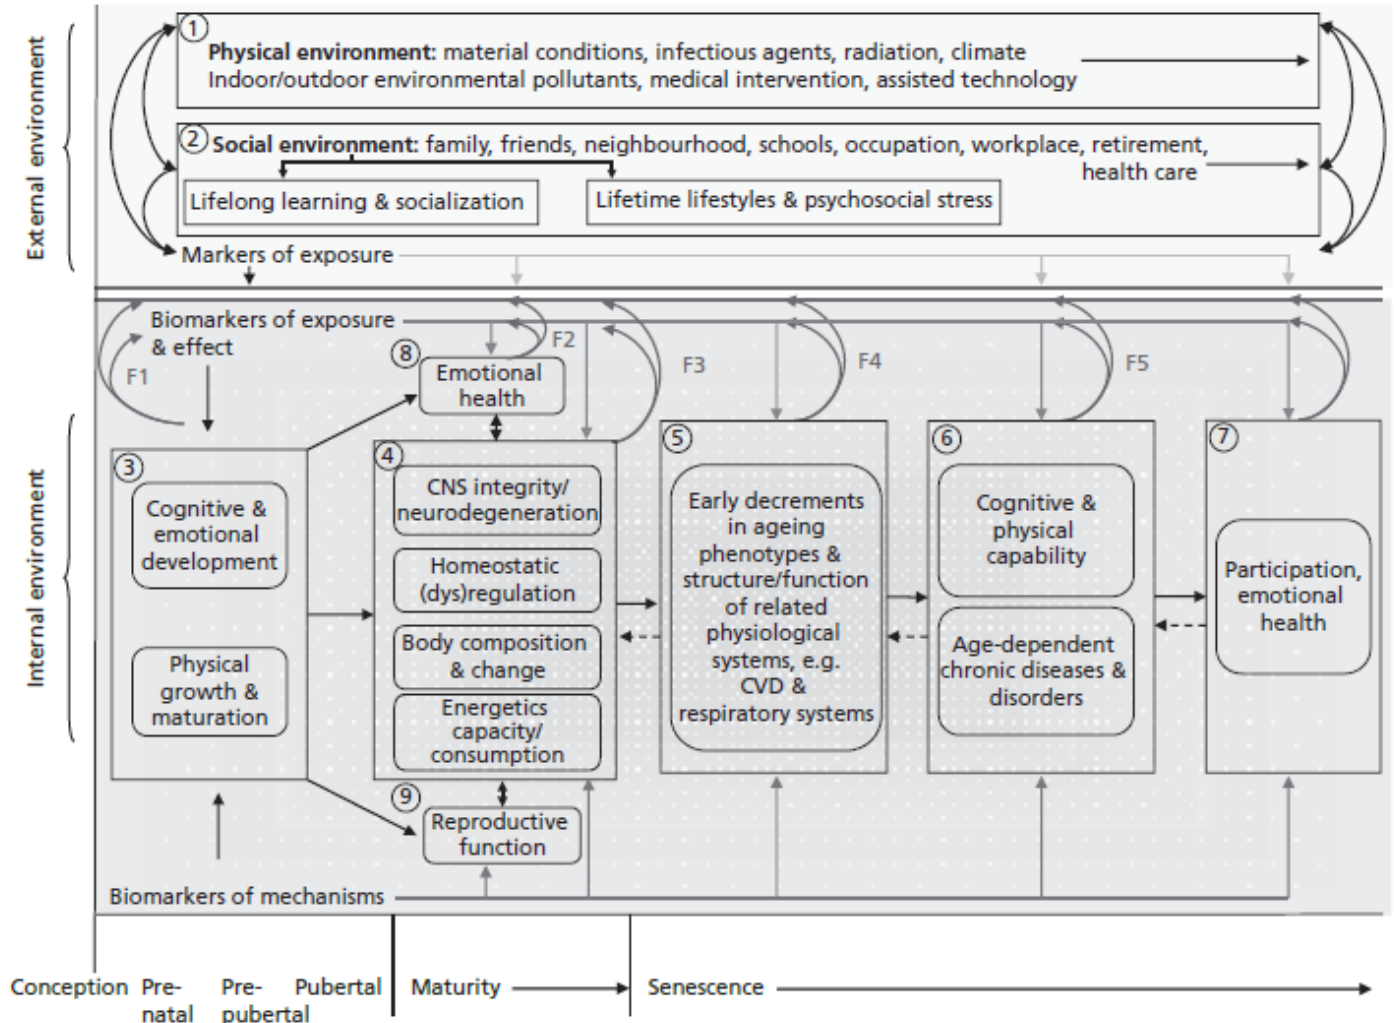 External environment
1
Physical environment: material conditions, infectious agents, radiation, climate
Indoor/outdoor environmental pollutants, medical intervention, assisted technology
2
Social environment: family, friends, neighbourhood, schools, occupation, workplace, retirement,
health care
Lifelong learning & socialization
Lifetime lifestyles & psychosocial stress
Markers of exposure
Internal environment
Biomarkers of exposure
& effect
F1
F2
F3
F4
F5
8
Emotional
health
3
Cognitive &
emotional
development
Physical
growth &
maturation
4
CNS integrity/
neurodegeneration
Homeostatic
(dys)regulation
Body composition
& change
Energetics
capacity/
consumption
9
Reproductive
function
5
Early decrements
in ageing
phenotypes &
structure/function
of related
physiological
systems, e.g.
CVD &
respiratory systems
6
Cognitive &
physical
capability
Age-dependent
chronic diseases &
disorders
7
Participation,
emotional
health
Biomarkers of mechanisms
Conception
Pre-
natal
Pre-
pubertal
Pubertal
Maturity
Senescence